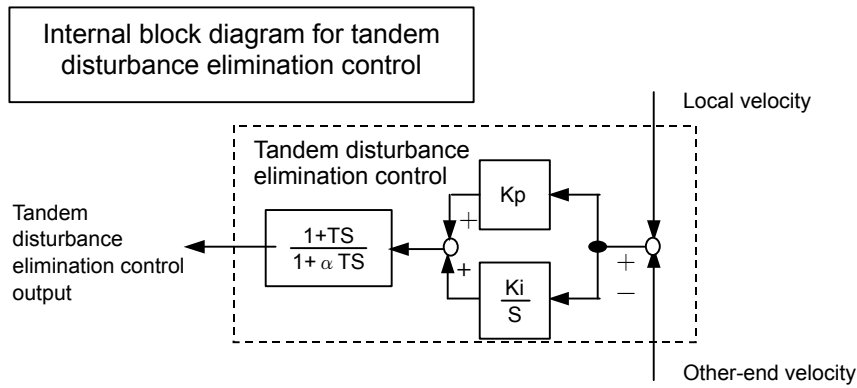 Internal block diagram for tandem
disturbance elimination control
Local velocity
Tandem disturbance
elimination control
Kp
Tandem
disturbance
elimination control
output
1+TS
1+ α TS
+
+
+
−
Ki
S
Other-end velocity